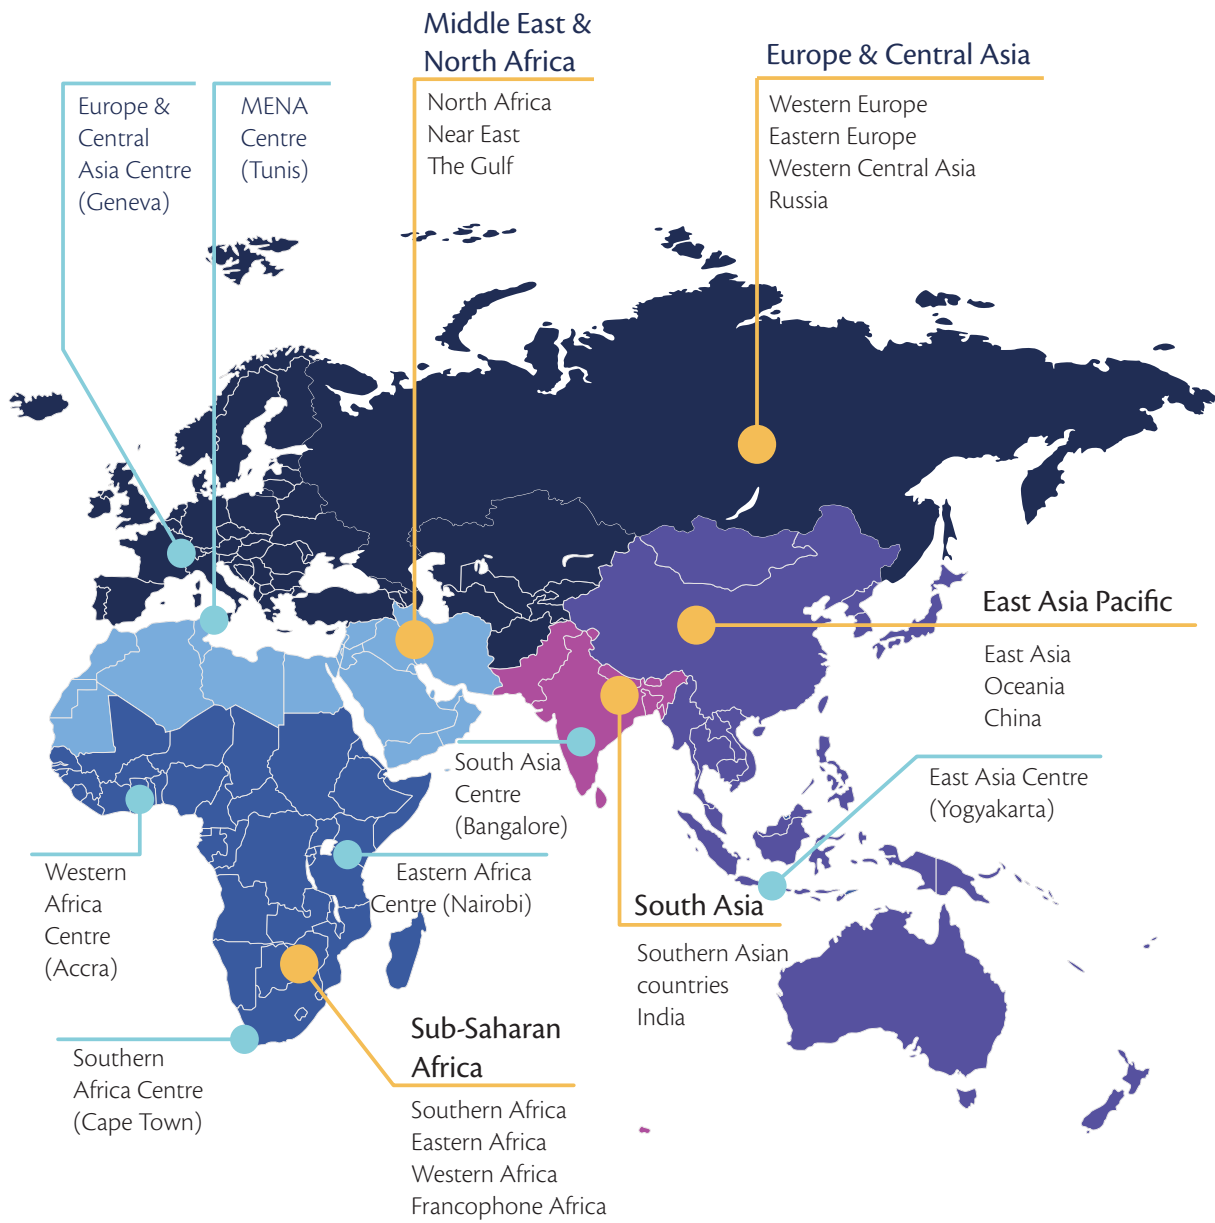 Middle East &
North Africa
North Africa
Near East
The Gulf
Europe & Central Asia
Western Europe
Eastern Europe
Western Central Asia
Russia
Europe &
Central
Asia Centre
(Geneva)
MENA
Centre
(Tunis)
East Asia Pacific
East Asia
Oceania
China
South Asia
Centre
(Bangalore)
East Asia Centre
(Yogyakarta)
Western
Africa
Centre
(Accra)
Eastern Africa
Centre (Nairobi)
South Asia
Southern Asian
countries
India
Sub-Saharan
Africa
Southern Africa
Eastern Africa
Western Africa
Francophone Africa
Southern
Africa Centre
(Cape Town)